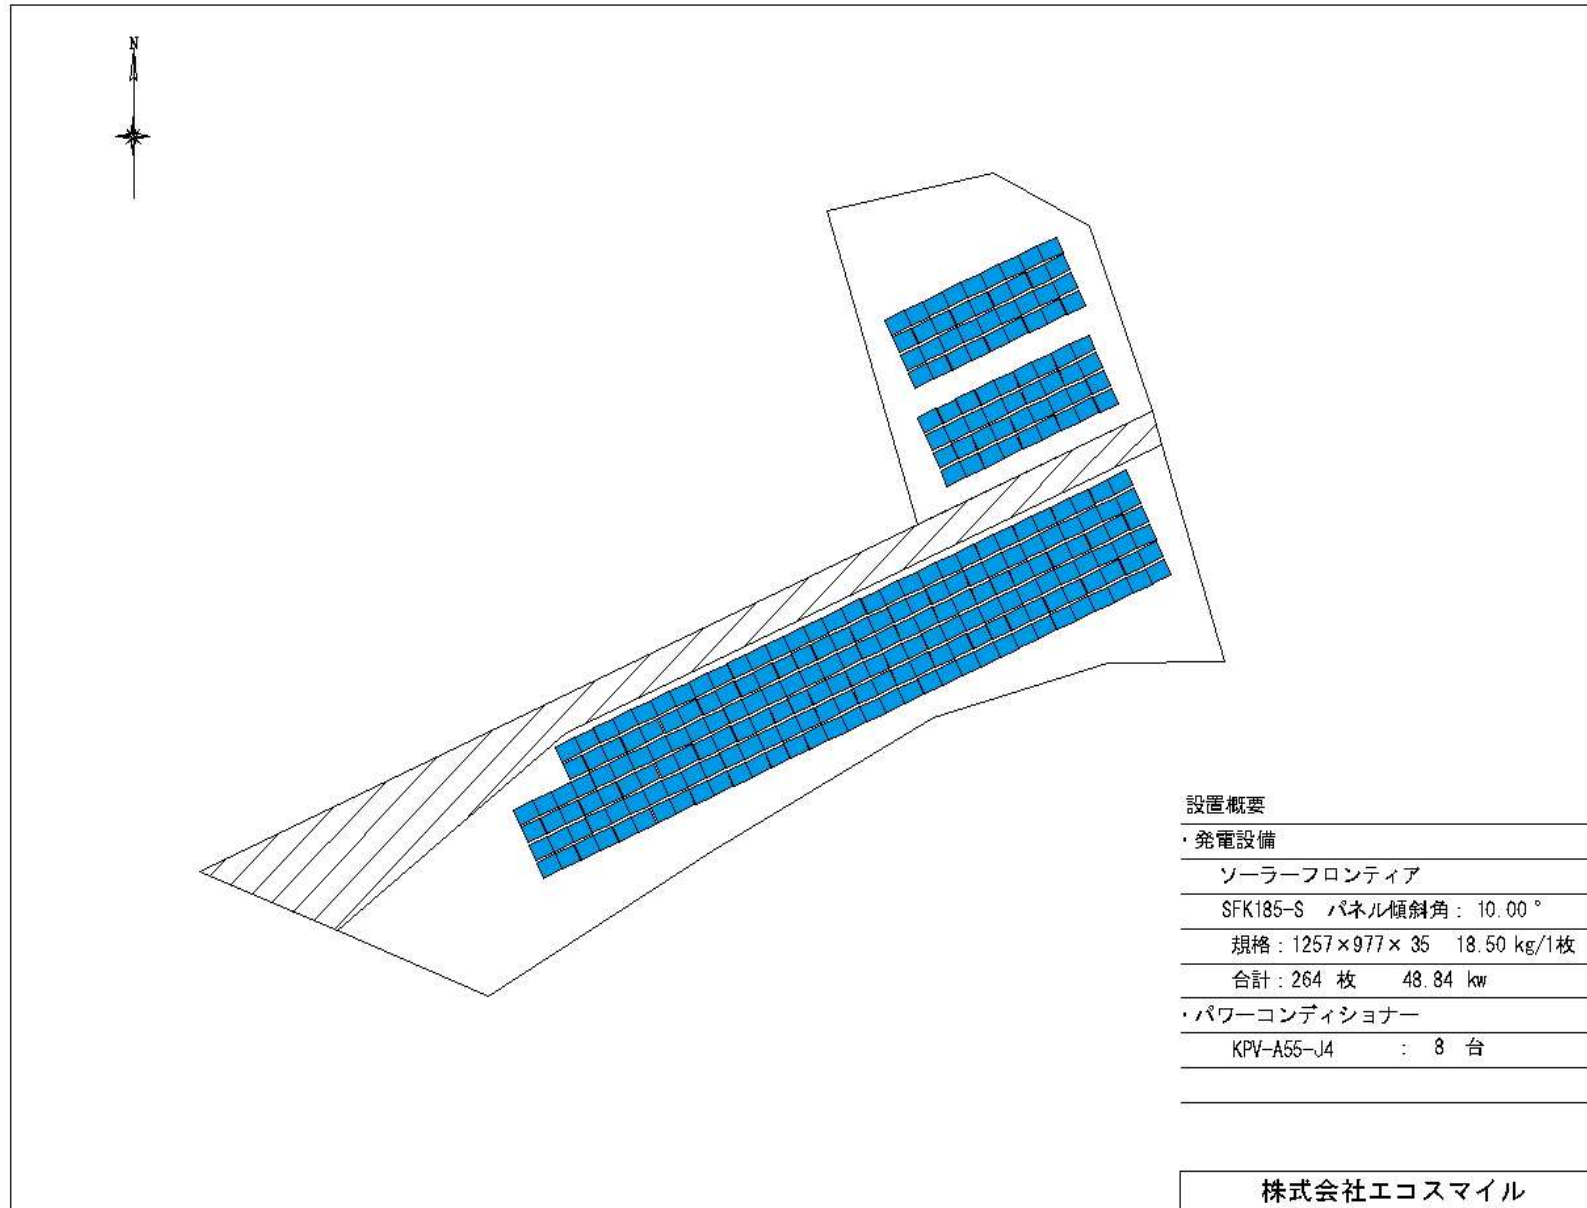 N
設置概要
・発電設備
ソーラーフロンティア
SFK185-S パネル傾斜角： 10.00 °
規格：1257×977× 35 18.50 kg/1枚
合計：264 枚 48.84 kw
・パワーコンディショナー
KPV-A55-J4 ： 8 台
株式会社エコスマイル